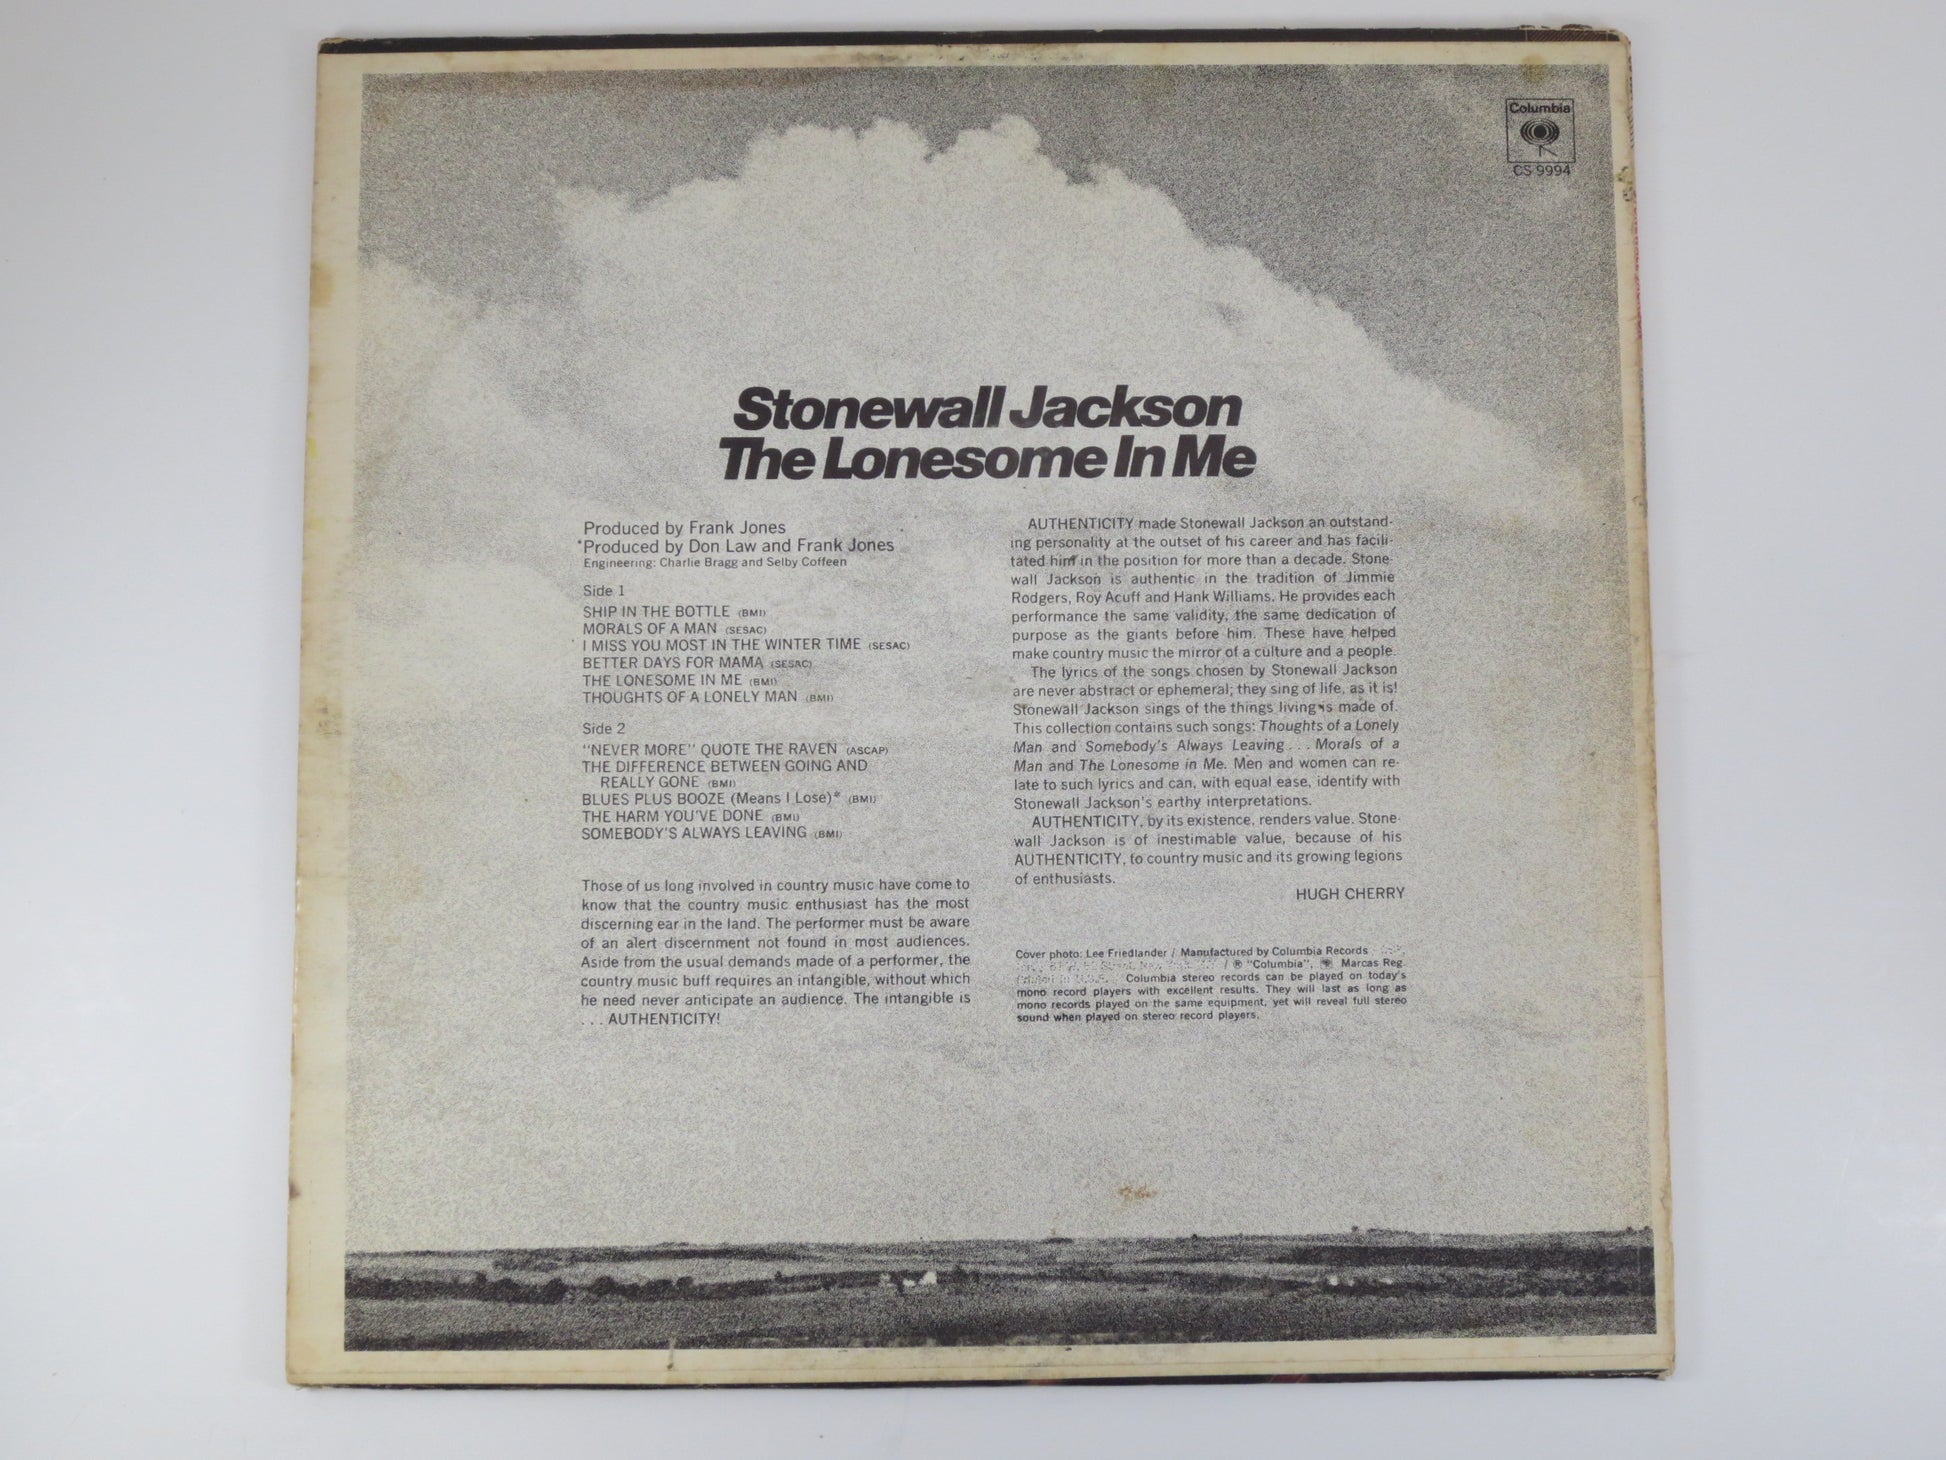 Columbia
CS 9994
Stonewall Jackson
The Lonesome In Me
Produced by Frank Jones
*Produced by Don Law and Frank Jones
Engineering: Charlie Bragg and Selby Coffeen
Side 1
SHIP IN THE BOTTLE (BMI)
MORALS OF A MAN (SESAC)
I MISS YOU MOST IN THE WINTER TIME (SESAC)
BETTER DAYS FOR MAMA (SESAC)
THE LONESOME IN ME (BMI)
THOUGHTS OF A LONELY MAN (BMI)
Side 2
"NEVER MORE" QUOTE THE RAVEN (ASCAP)
THE DIFFERENCE BETWEEN GOING AND
REALLY GONE (BMI)
BLUES PLUS BOOZE (Means I Lose)* (BMI)
THE HARM YOU'VE DONE (BMI)
SOMEBODY'S ALWAYS LEAVING (BMI)
Those of us long involved in country music have come to
know that the country music enthusiast has the most
discerning ear in the land. The performer must be aware
of an alert discernment not found in most audiences.
Aside from the usual demands made of a performer, the
country music buff requires an intangible, without which
he need never anticipate an audience. The intangible is
. . . AUTHENTICITY!
AUTHENTICITY made Stonewall Jackson an outstand-
ing personality at the outset of his career and has facili-
tated him in the position for more than a decade. Stone-
wall Jackson is authentic in the tradition of Jimmie
Rodgers, Roy Acuff and Hank Williams. He provides each
performance the same validity, the same dedication of
purpose as the giants before him. These have helped
make country music the mirror of a culture and a people.
The lyrics of the songs chosen by Stonewall Jackson
are never abstract or ephemeral; they sing of life, as it is!
Stonewall Jackson sings of the things living is made of.
This collection contains such songs: Thoughts of a Lonely
Man and Somebody's Always Leaving . . . Morals of a
Man and The Lonesome in Me. Men and women can re-
late to such lyrics and can, with equal ease, identify with
Stonewall Jackson's earthy interpretations.
AUTHENTICITY, by its existence, renders value. Stone-
wall Jackson is of inestimable value, because of his
AUTHENTICITY, to country music and its growing legions
of enthusiasts.
HUGH CHERRY
Cover photo: Lee Friedlander / Manufactured by Columbia Records
/ ® "Columbia", Marcas Reg.
Columbia stereo records can be played on today's
mono record players with excellent results. They will last as long as
mono records played on the same equipment, yet will reveal full stereo
sound when played on stereo record players.